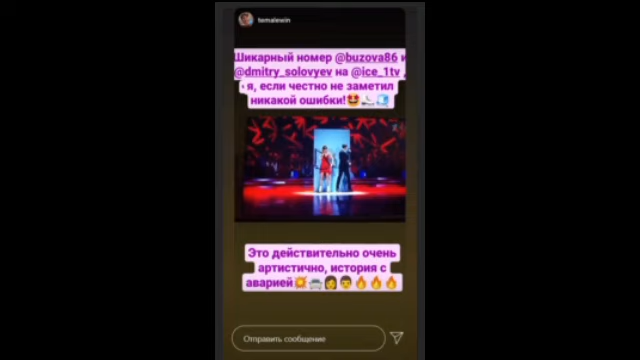 temalewin
Шикарный номер @buzova86 и
@dmitry_solovyev на @ice_1tv ,
я, если честно не заметил
никакой ошибки!🤩⛸️🧊
Это действительно очень
артистично, история с
аварией💥🚘👩👨🔥🔥🔥
Отправить сообщение